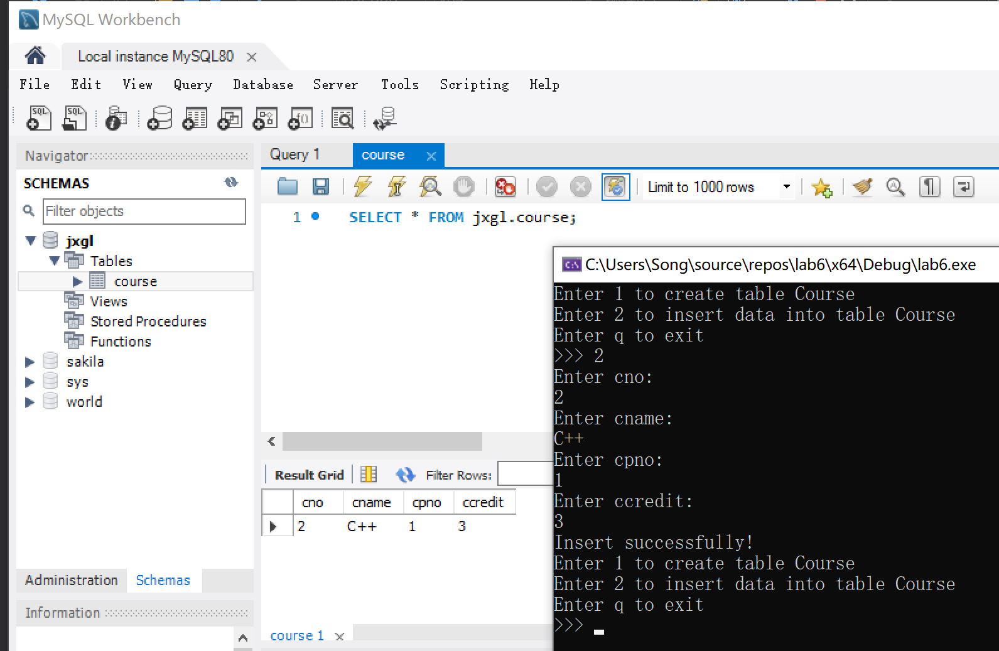 MySQL Workbench
Local instance MySQL80
File Edit View Query Database Server Tools Scripting Help
Navigator
SCHEMAS
Filter objects
jxgl
Tables
course
Views
Stored Procedures
Functions
sakila
sys
world
Administration Schemas
Information
Query 1 course
Limit to 1000 rows
1 SELECT * FROM jxgl.course;
Result Grid Filter Rows:
cno cname cpno ccredit
2 C++ 1 3
course 1
C:\Users\Song\source\repos\lab6\x64\Debug\lab6.exe
Enter 1 to create table Course
Enter 2 to insert data into table Course
Enter q to exit
>>> 2
Enter cno:
2
Enter cname:
C++
Enter cpno:
1
Enter ccredit:
3
Insert successfully!
Enter 1 to create table Course
Enter 2 to insert data into table Course
Enter q to exit
>>>